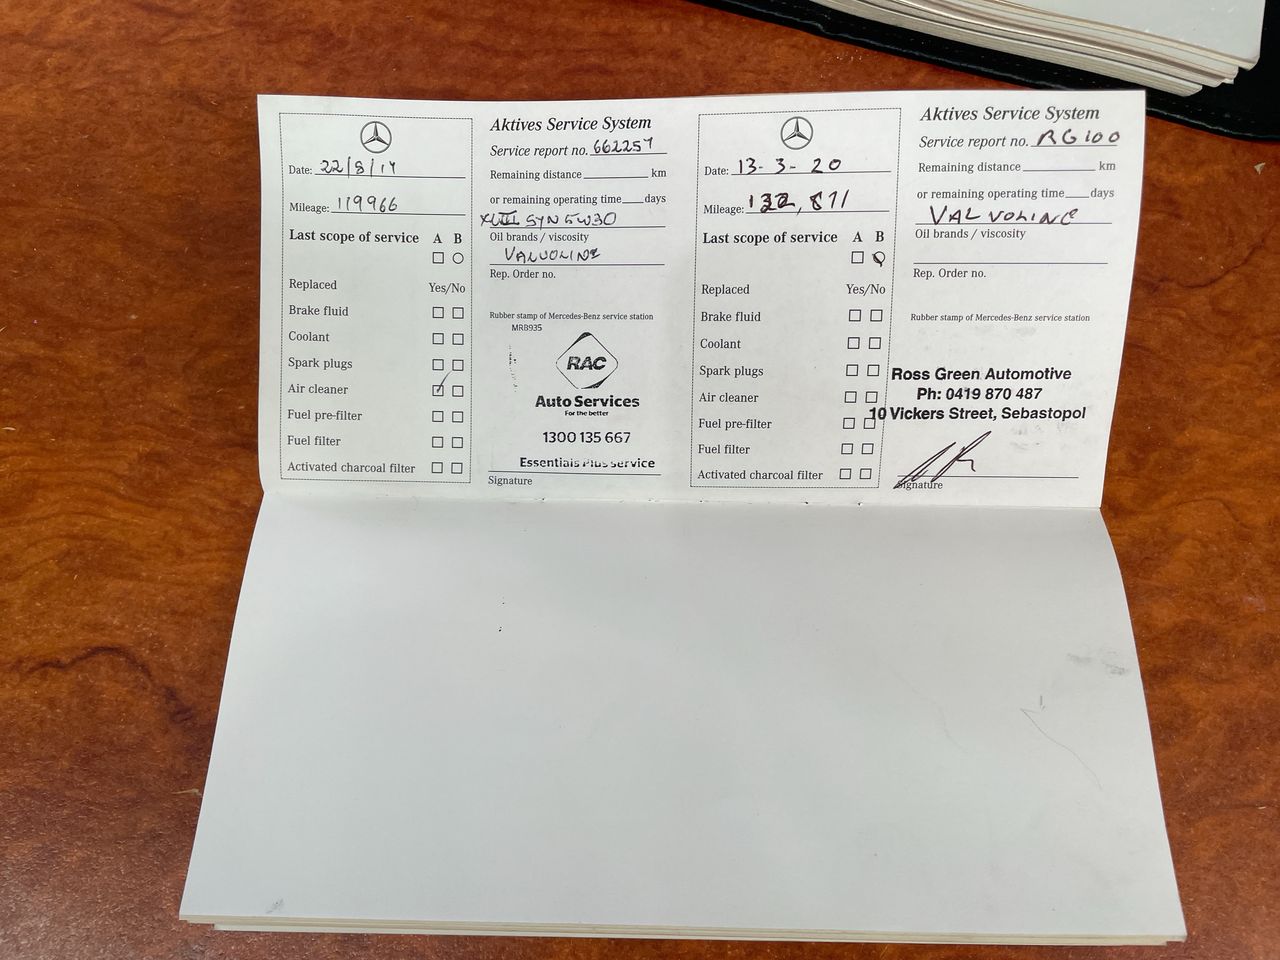 Date: 22/8/19
Mileage: 119966
Last scope of service A B
Replaced Yes/No
Brake fluid
Coolant
Spark plugs
Air cleaner
Fuel pre-filter
Fuel filter
Activated charcoal filter
Aktives Service System
Service report no. 662257
Remaining distance km
or remaining operating time days
SYN 5W30
Oil brands / viscosity
VALVOLINE
Rep. Order no.
Rubber stamp of Mercedes-Benz service station
MRB935
RAC
Auto Services
For the better
1300 135 667
Essentials Plus Service
Signature
Date: 13-3-20
Mileage: 132,871
Last scope of service A B
Replaced Yes/No
Brake fluid
Coolant
Spark plugs
Air cleaner
Fuel pre-filter
Fuel filter
Activated charcoal filter
Aktives Service System
Service report no. RG100
Remaining distance km
or remaining operating time days
VALVOLINE
Oil brands / viscosity
Rep. Order no.
Rubber stamp of Mercedes-Benz service station
Ross Green Automotive
Ph: 0419 870 487
10 Vickers Street, Sebastopol
Signature